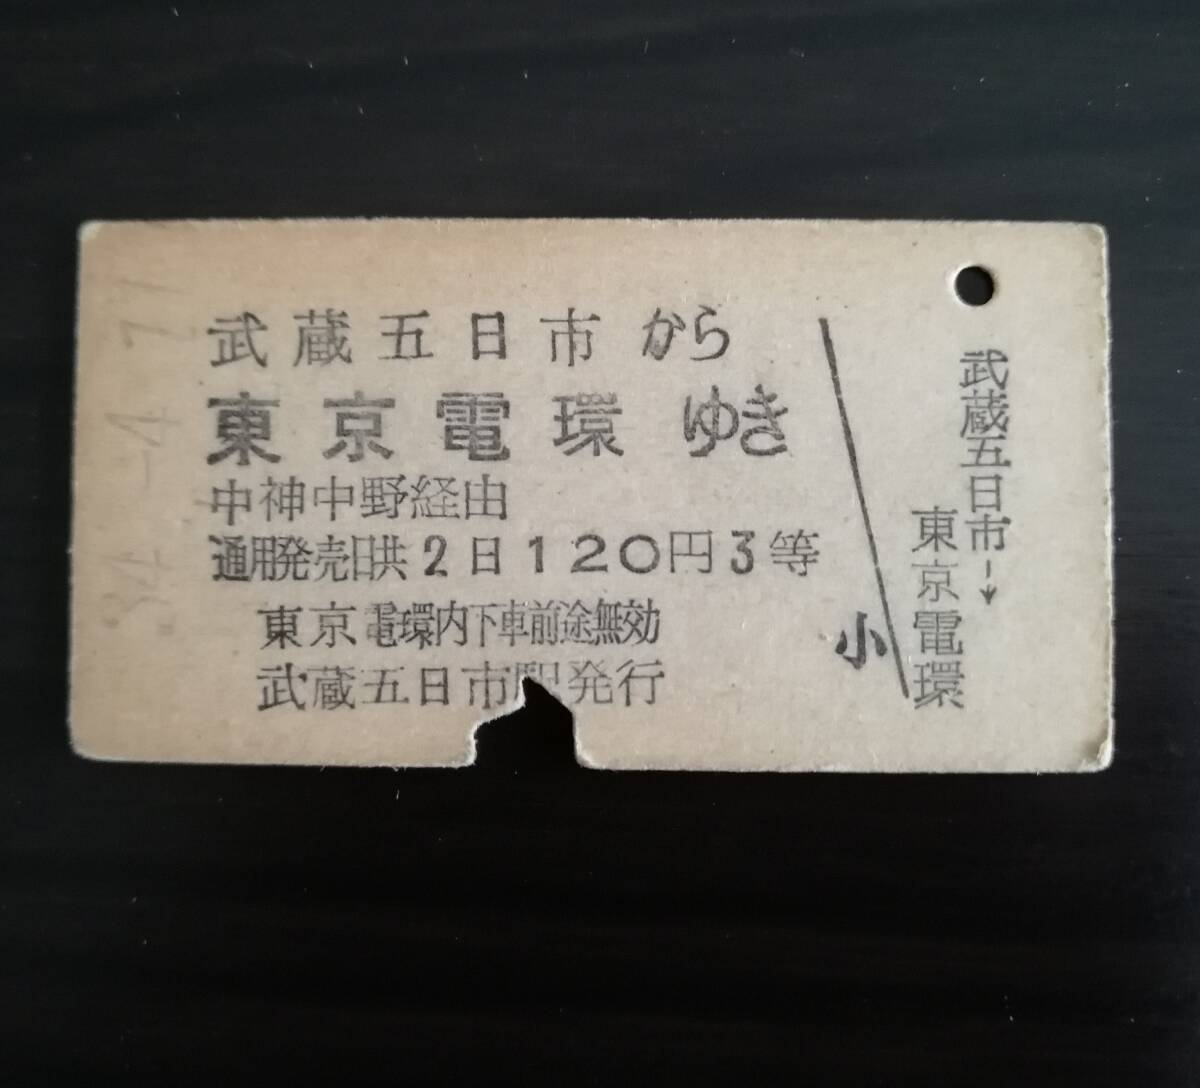 武蔵五日市から
東京電環ゆき
中神中野経由
通用発売日共2日120円3等
東京電環内下車前途無効
武蔵五日市駅発行
小
武蔵五日市→
東京電環